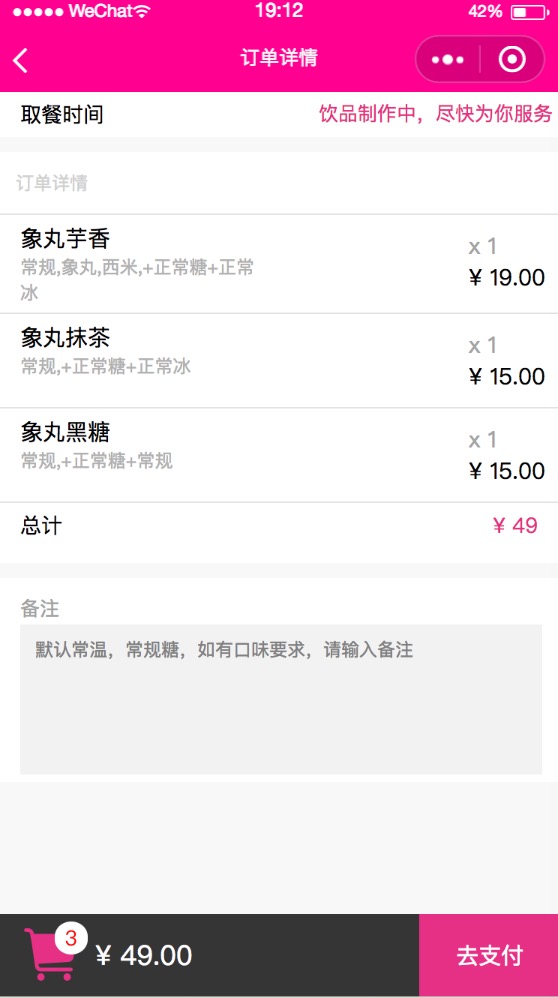 WeChat 19:12 42%
订单详情
取餐时间 饮品制作中，尽快为你服务
订单详情
象丸芋香
x 1
常规,象丸,西米,+正常糖+正常
冰
¥ 19.00
象丸抹茶
x 1
常规,+正常糖+正常冰
¥ 15.00
象丸黑糖
x 1
常规,+正常糖+常规
¥ 15.00
总计 ¥ 49
备注
默认常温，常规糖，如有口味要求，请输入备注
3 ¥ 49.00 去支付